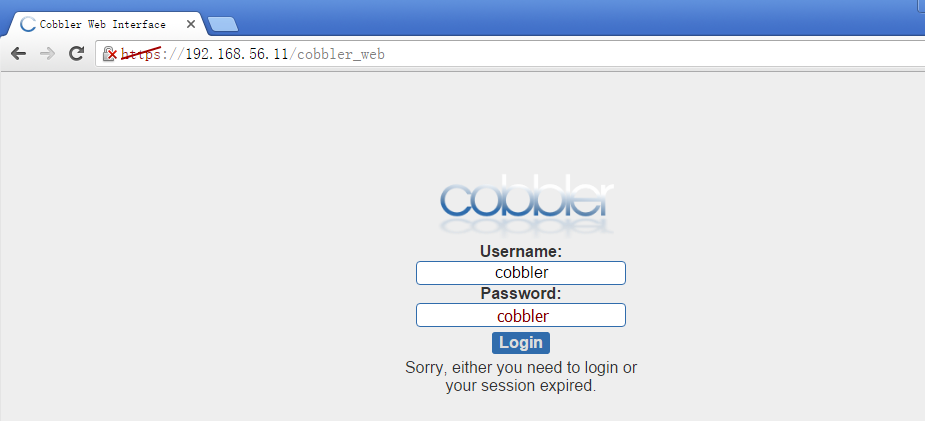 Cobbler Web Interface
https://192.168.56.11/cobbler_web
cobbler
Username:
cobbler
Password:
cobbler
Login
Sorry, either you need to login or
your session expired.